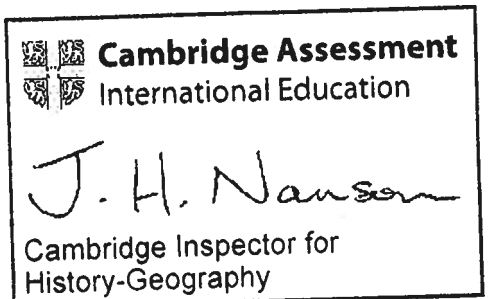 Cambridge Assessment
International Education
J. H. Nanson
Cambridge Inspector for
History-Geography